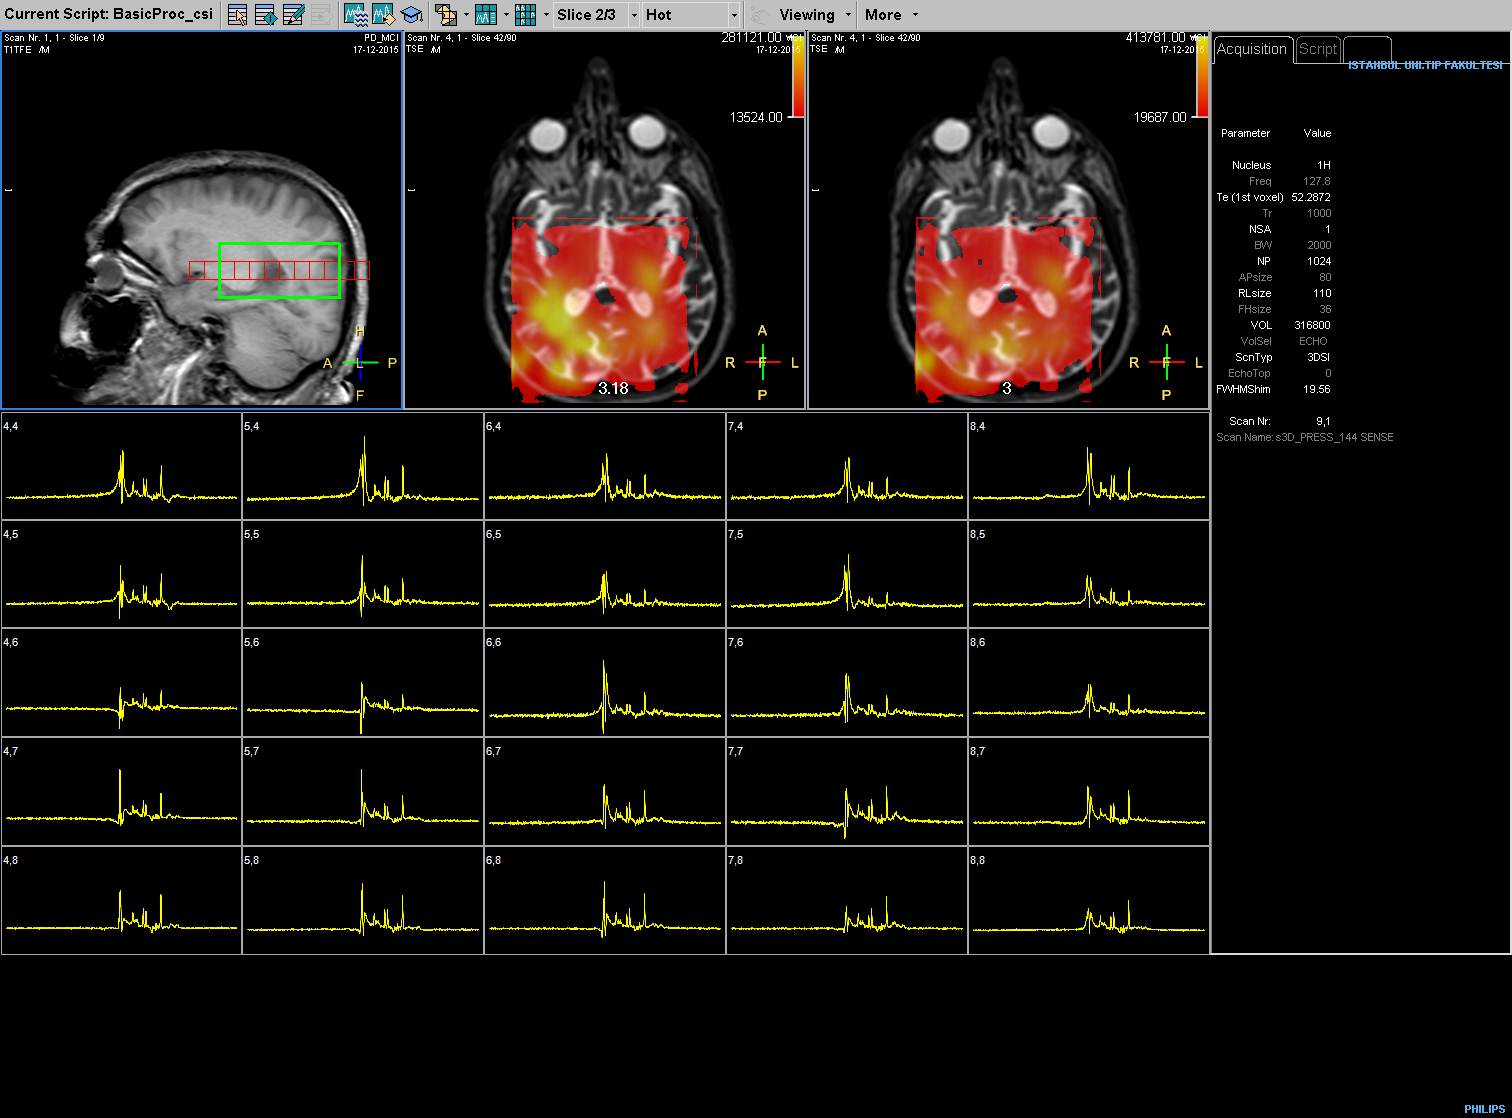 Current Script: BasicProc_csi
Slice 2/3
Hot
Viewing
More
Scan Nr. 1, 1 - Slice 1/9
PD_MCI
T1TFE /M
17-12-2015
H
A L P
F
Scan Nr. 4, 1 - Slice 42/90
281121.00
TSE /M
17-12-2015
13524.00
A
R F L
P
3.18
Scan Nr. 4, 1 - Slice 42/90
413781.00
TSE /M
17-12-2015
19687.00
A
R F L
P
3
Acquisition
Script
ISTANBUL UNI.TIP FAKULTESI
Parameter Value
Nucleus 1H
Freq 127.8
Te (1st voxel) 52.2872
Tr 1000
NSA 1
BW 2000
NP 1024
APsize 80
RLsize 110
FHsize 36
VOL 316800
VolSel ECHO
ScnTyp 3DSI
EchoTop 0
FWHMShim 19.56
Scan Nr: 9,1
Scan Name: s3D_PRESS_144 SENSE
4,4 5,4 6,4 7,4 8,4
4,5 5,5 6,5 7,5 8,5
4,6 5,6 6,6 7,6 8,6
4,7 5,7 6,7 7,7 8,7
4,8 5,8 6,8 7,8 8,8
PHILIPS